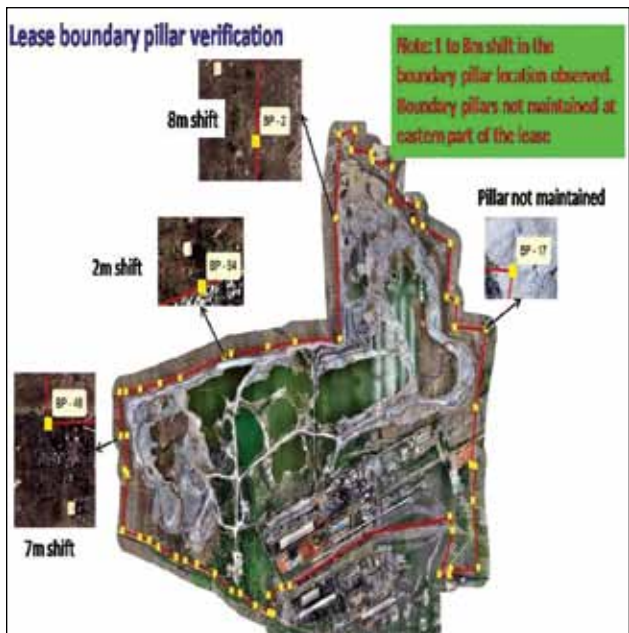 Lease boundary pillar verification
Note: 1 to 8m shift in the
boundary pillar location observed.
Boundary pillars not maintained at
eastern part of the lease
8m shift
BP - 2
Pillar not maintained
BP - 17
2m shift
BP - 54
BP - 48
7m shift